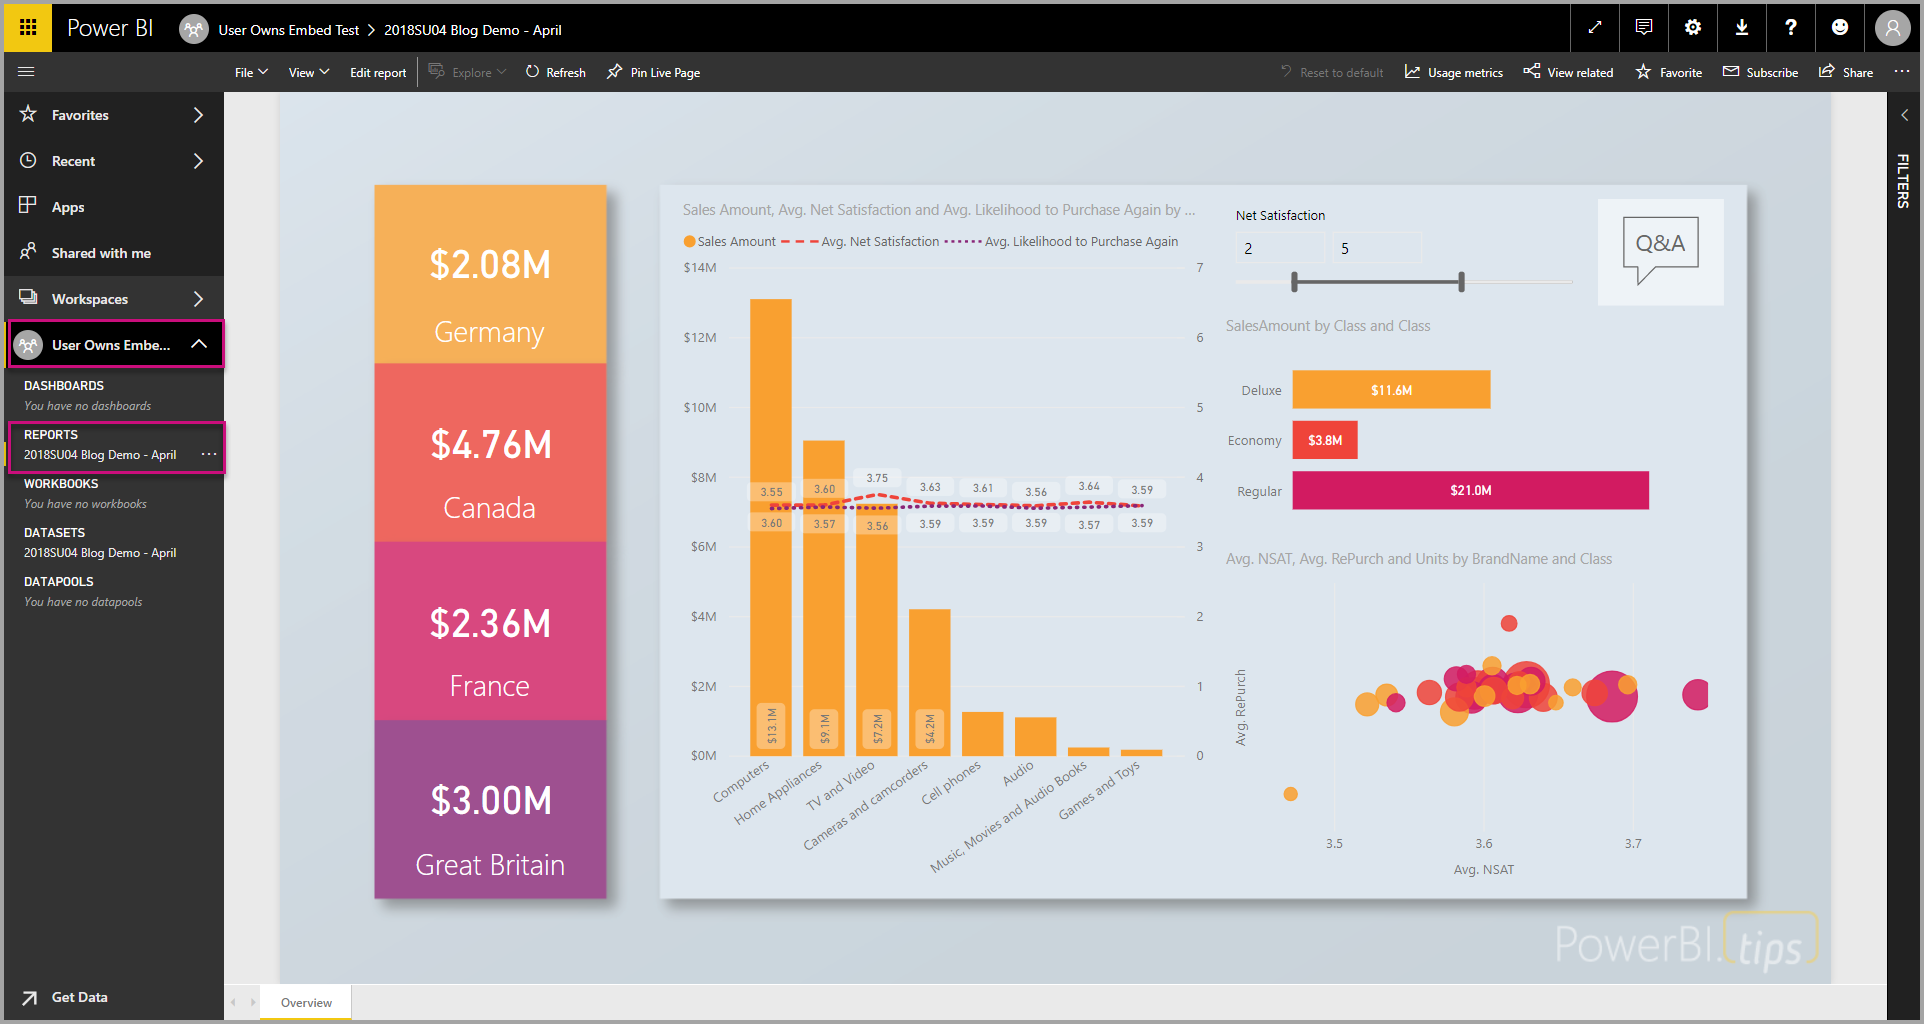 Power BI
User Owns Embed Test > 2018SU04 Blog Demo - April
File
View
Edit report
Explore
Refresh
Pin Live Page
Reset to default
Usage metrics
View related
Favorite
Subscribe
Share
Favorites
Recent
Apps
Shared with me
Workspaces
User Owns Embe...
DASHBOARDS
You have no dashboards
REPORTS
2018SU04 Blog Demo - April
WORKBOOKS
You have no workbooks
DATASETS
2018SU04 Blog Demo - April
DATAPOOLS
You have no datapools
Get Data
$2.08M
Germany
$4.76M
Canada
$2.36M
France
$3.00M
Great Britain
Sales Amount, Avg. Net Satisfaction and Avg. Likelihood to Purchase Again by ...
Sales Amount
Avg. Net Satisfaction
Avg. Likelihood to Purchase Again
$14M
$12M
$10M
$8M
$6M
$4M
$2M
$0M
7
6
5
4
3
2
1
0
3.55 3.60 3.75 3.63 3.61 3.56 3.64 3.59
3.60 3.57 3.56 3.59 3.59 3.59 3.57 3.59
$13.1M
$9.1M
$7.2M
$4.2M
Computers
Home Appliances
TV and Video
Cameras and camcorders
Cell phones
Audio
Music, Movies and Audio Books
Games and Toys
Net Satisfaction
2
5
Q&A
SalesAmount by Class and Class
Deluxe
$11.6M
Economy
$3.8M
Regular
$21.0M
Avg. NSAT, Avg. RePurch and Units by BrandName and Class
Avg. RePurch
3.5
3.6
3.7
Avg. NSAT
FILTERS
PowerBI.tips
Overview